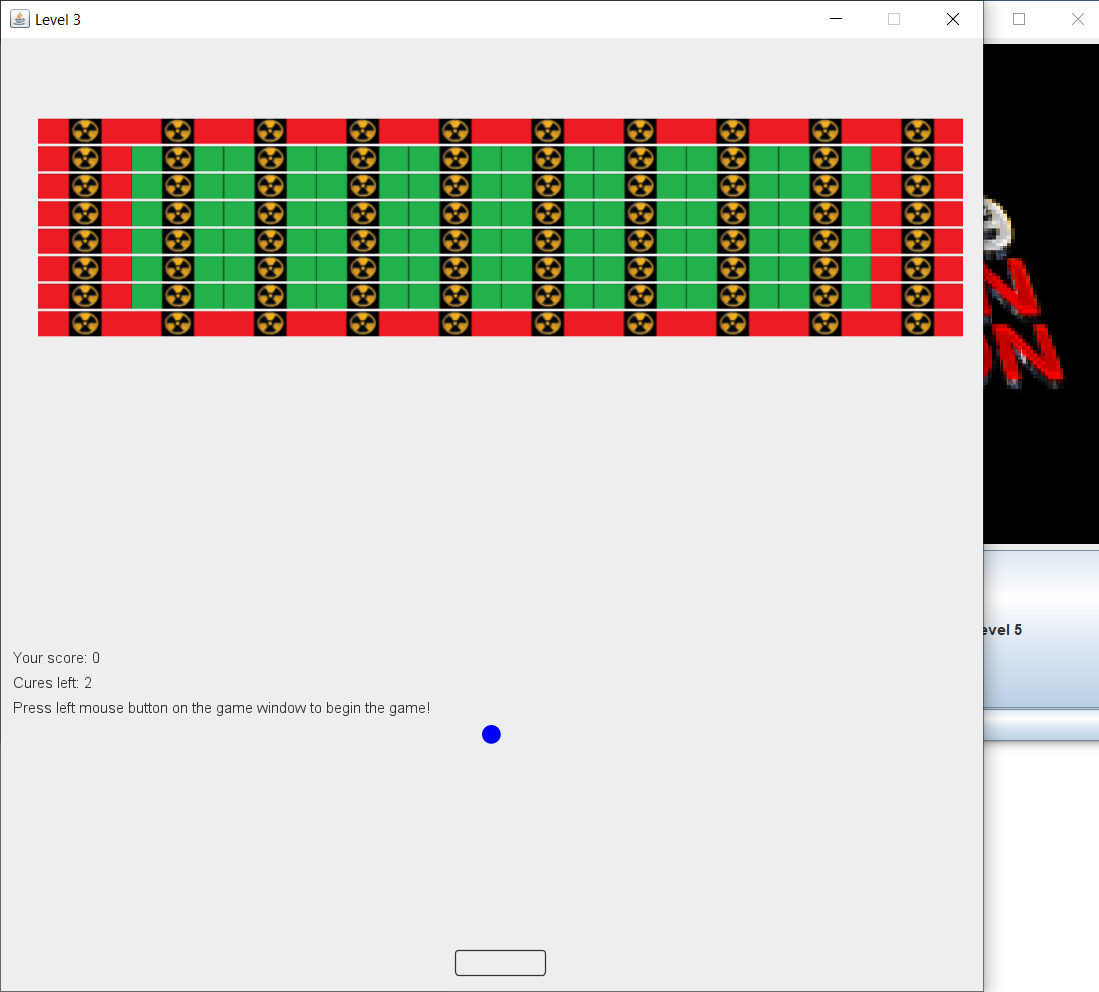 Level 3
Your score: 0
Cures left: 2
Press left mouse button on the game window to begin the game!
evel 5